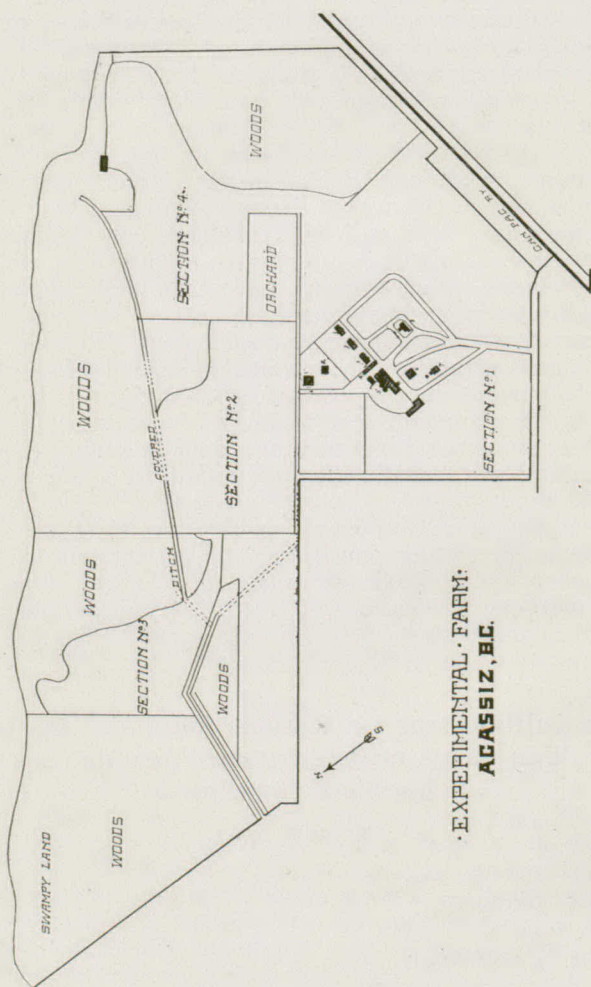 WOODS
SECTION Nº 4.
ORCHARD
CAN PAC RY
WOODS
COVERED
DITCH
SECTION Nº 2
SECTION Nº 1
WOODS
SECTION Nº 3
WOODS
SWAMPY LAND
WOODS
S
N
·EXPERIMENTAL·FARM·
AGASSIZ, B.C.